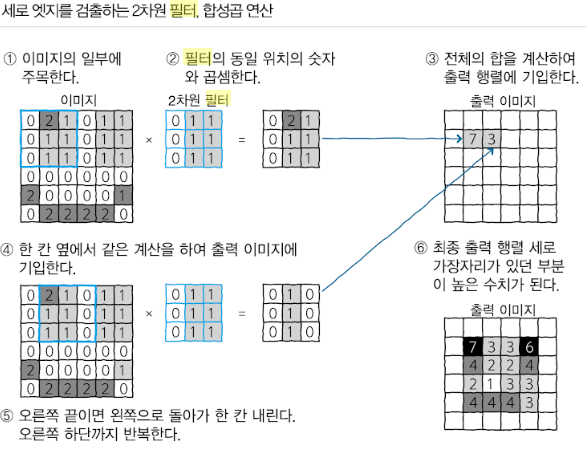 세로 엣지를 검출하는 2차원 필터, 합성곱 연산
① 이미지의 일부에
주목한다.
이미지
0 2 1 0 1 1
0 1 1 0 1 1
0 1 1 0 1 1
0 0 0 0 0 0
2 0 0 0 0 1
0 2 2 2 2 0
×
② 필터의 동일 위치의 숫자
와 곱셈한다.
2차원 필터
0 1 1
0 1 1
0 1 1
=
0 2 1
0 1 1
0 1 1
③ 전체의 합을 계산하여
출력 행렬에 기입한다.
출력 이미지
7 3
④ 한 칸 옆에서 같은 계산을 하여 출력 이미지에
기입한다.
0 2 1 0 1 1
0 1 1 0 1 1
0 1 1 0 1 1
0 0 0 0 0 0
2 0 0 0 0 1
0 2 2 2 2 0
×
0 1 1
0 1 1
0 1 1
=
0 1 0
0 1 0
0 1 0
⑤ 오른쪽 끝이면 왼쪽으로 돌아가 한 칸 내린다.
오른쪽 하단까지 반복한다.
⑥ 최종 출력 행렬 세로
가장자리가 있던 부분
이 높은 수치가 된다.
출력 이미지
7 3 3 6
4 2 2 4
2 1 3 3
4 4 4 3